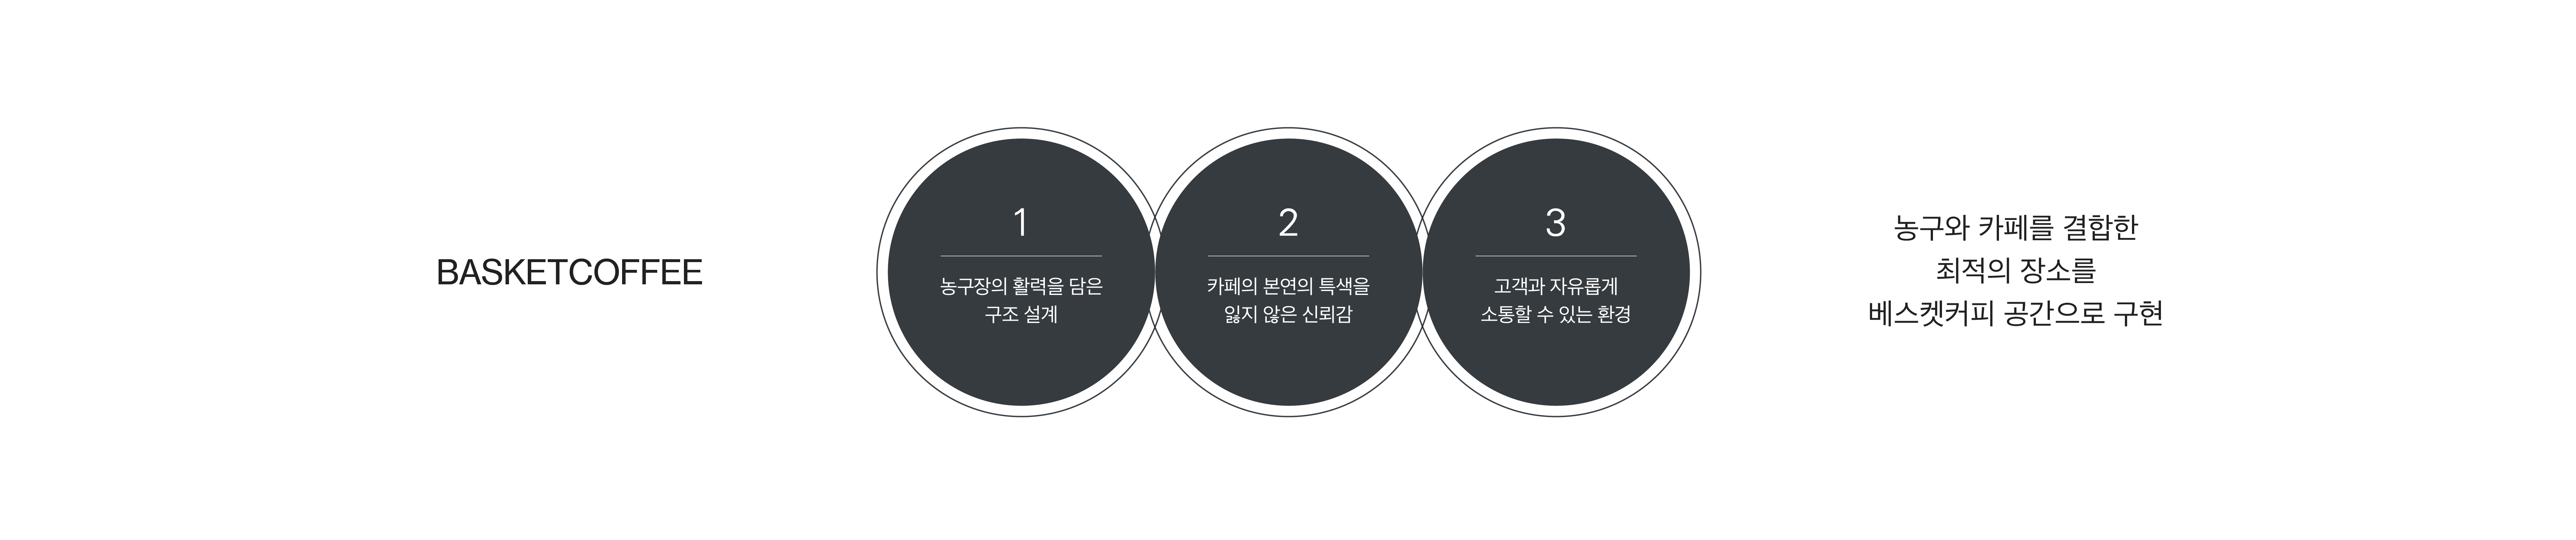 BASKETCOFFEE
1
농구장의 활력을 담은
구조 설계
2
카페의 본연의 특색을
잃지 않은 신뢰감
3
고객과 자유롭게
소통할 수 있는 환경
농구와 카페를 결합한
최적의 장소를
베스켓커피 공간으로 구현